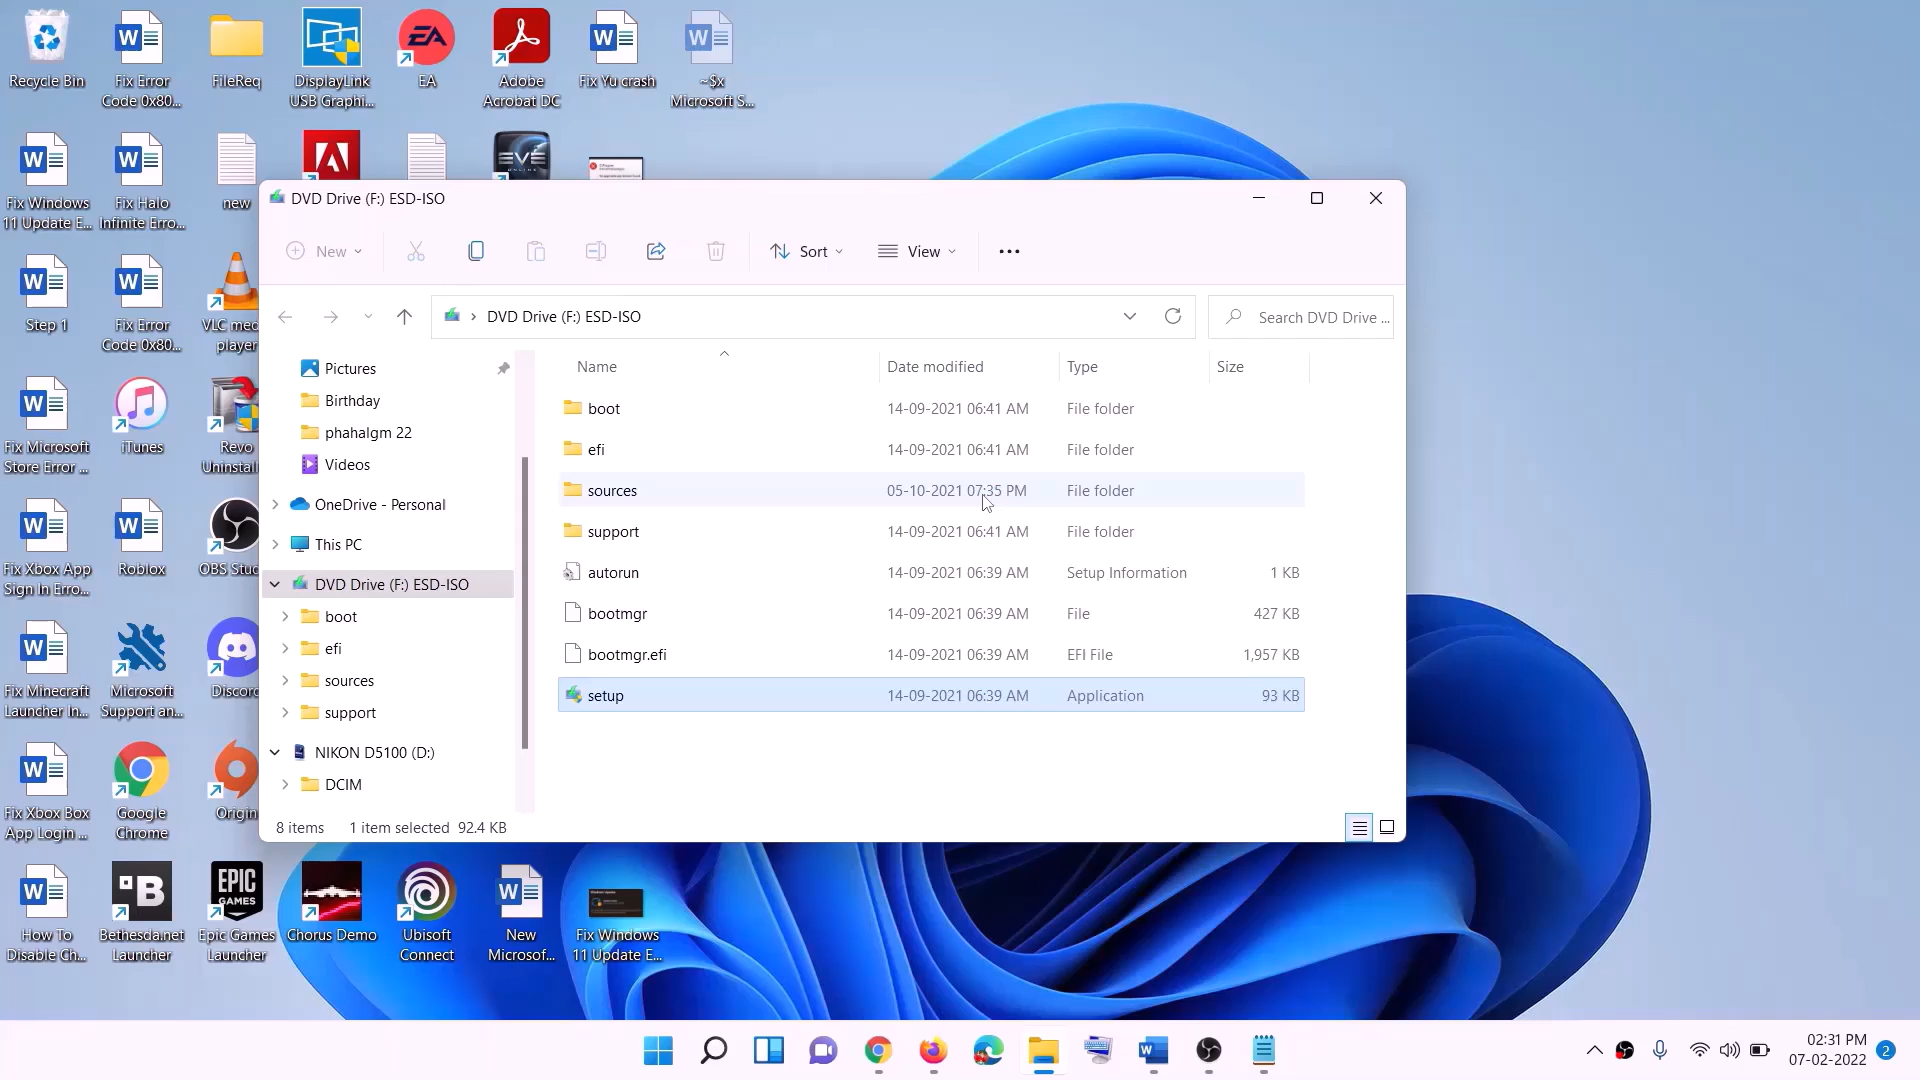 Recycle Bin
Fix Error
Code 0x80...
FileReq
DisplayLink
USB Graphi...
EA
Adobe
Acrobat DC
Fix Yu crash
~$x
Microsoft S...
Fix Windows
11 Update E...
Fix Halo
Infinite Erro...
new
EVE
ONLINE
Step 1
Fix Error
Code 0x80...
VLC med
player
Fix Microsoft
Store Error ...
iTunes
Revo
Uninstall
Fix Xbox App
Sign In Erro...
Roblox
OBS Stud
Fix Minecraft
Launcher In...
Microsoft
Support an...
Discord
Fix Xbox Box
App Login ...
Google
Chrome
Origin
How To
Disable Ch...
Bethesda.net
Launcher
EPIC
GAMES
Epic Games
Launcher
Chorus Demo
Ubisoft
Connect
New
Microsof...
Fix Windows
11 Update E...
DVD Drive (F:) ESD-ISO
New
Sort
View
DVD Drive (F:) ESD-ISO
Search DVD Drive ...
Pictures
Birthday
phahalgm 22
Videos
OneDrive - Personal
This PC
DVD Drive (F:) ESD-ISO
boot
efi
sources
support
NIKON D5100 (D:)
DCIM
Name Date modified Type Size
boot 14-09-2021 06:41 AM File folder
efi 14-09-2021 06:41 AM File folder
sources 05-10-2021 07:35 PM File folder
support 14-09-2021 06:41 AM File folder
autorun 14-09-2021 06:39 AM Setup Information 1 KB
bootmgr 14-09-2021 06:39 AM File 427 KB
bootmgr.efi 14-09-2021 06:39 AM EFI File 1,957 KB
setup 14-09-2021 06:39 AM Application 93 KB
8 items 1 item selected 92.4 KB
02:31 PM
07-02-2022
2